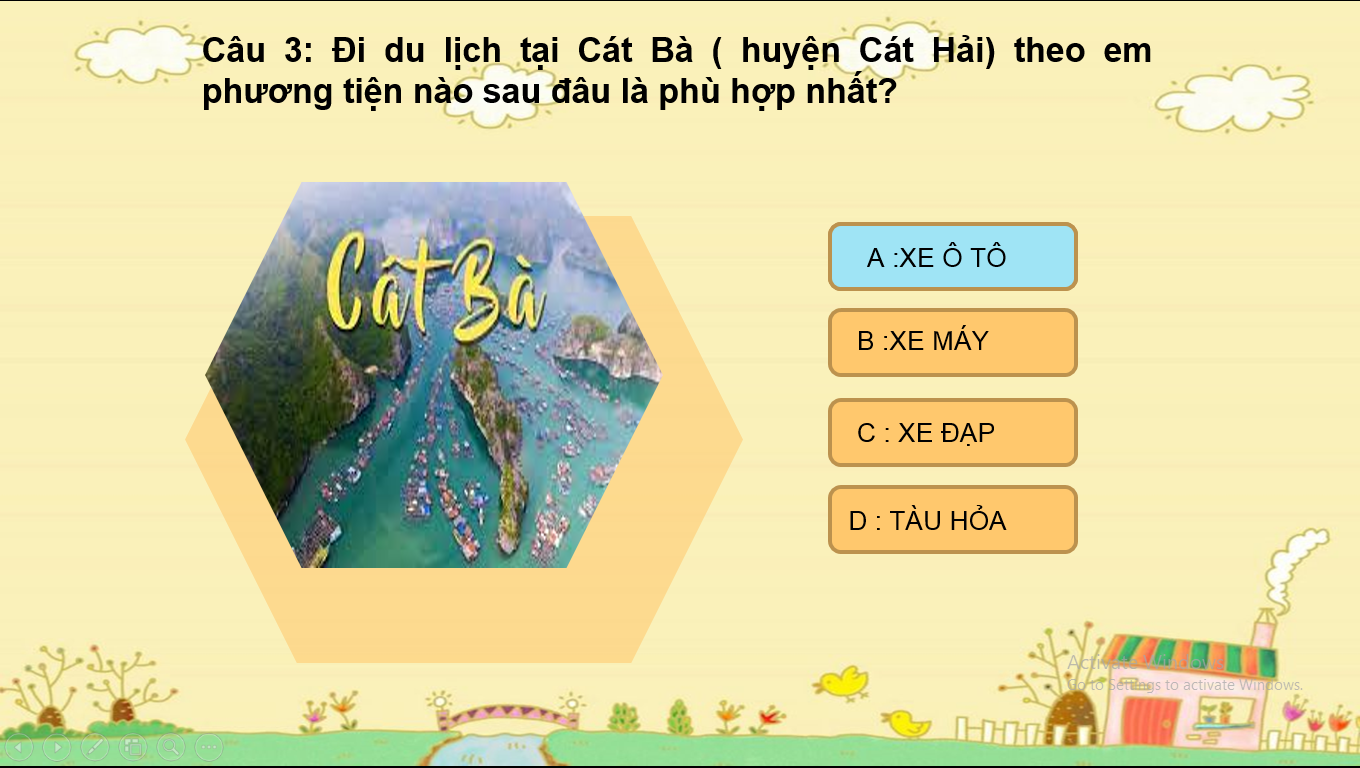 Câu 3: Đi du lịch tại Cát Bà ( huyện Cát Hải) theo em
phương tiện nào sau đâu là phù hợp nhất?
Cát Bà
A :XE Ô TÔ
B :XE MÁY
C : XE ĐẠP
D : TÀU HỎA
Activate Windows
Go to Settings to activate Windows.